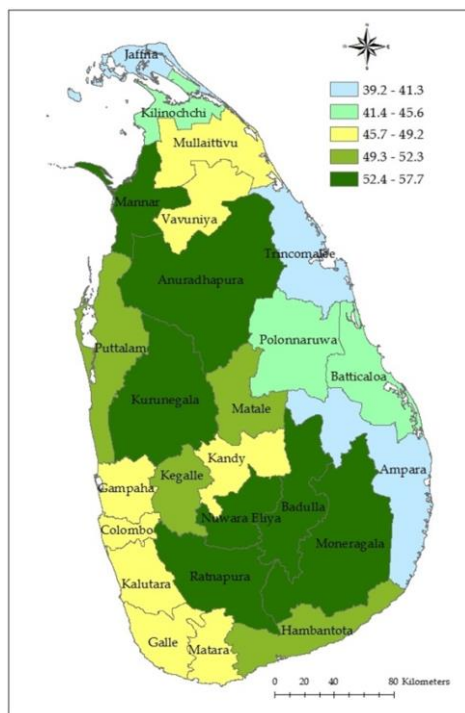 Jaffna
39.2 - 41.3
41.4 - 45.6
45.7 - 49.2
49.3 - 52.3
52.4 - 57.7
Kilinochchi
Mullaittivu
Mannar
Vavuniya
Trincomalee
Anuradhapura
Polonnaruwa
Puttalam
Batticaloa
Kurunegala
Matale
Kandy
Ampara
Kegalle
Gampaha
Badulla
Nuwara Eliya
Colombo
Moneragala
Ratnapura
Kalutara
Hambantota
Galle
Matara
0 20 40 80 Kilometers